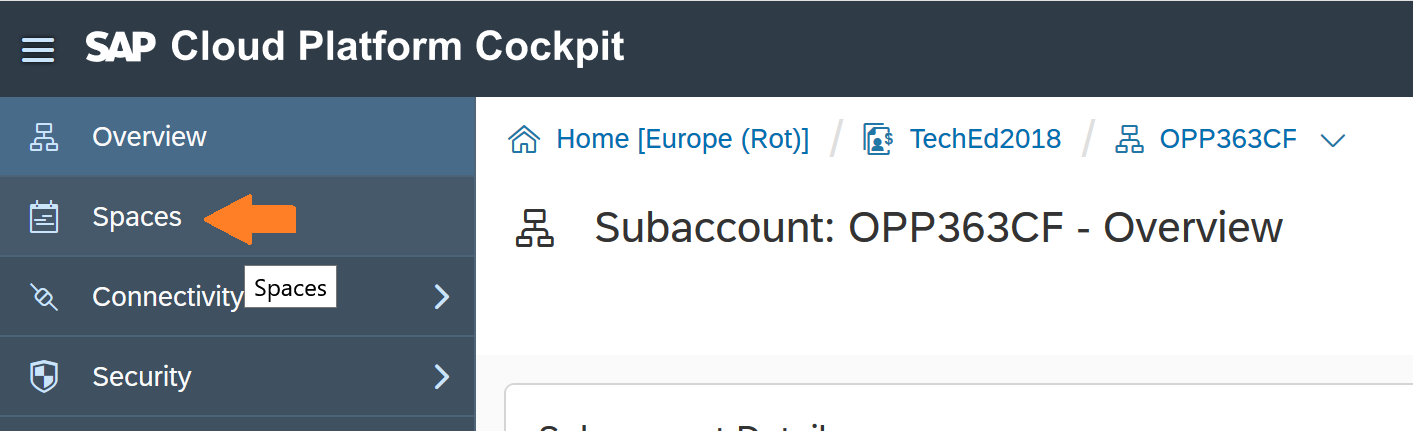 SAP Cloud Platform Cockpit
Overview
Home [Europe (Rot)] / TechEd2018 / OPP363CF
Spaces
Subaccount: OPP363CF - Overview
Spaces
Connectivity
Security